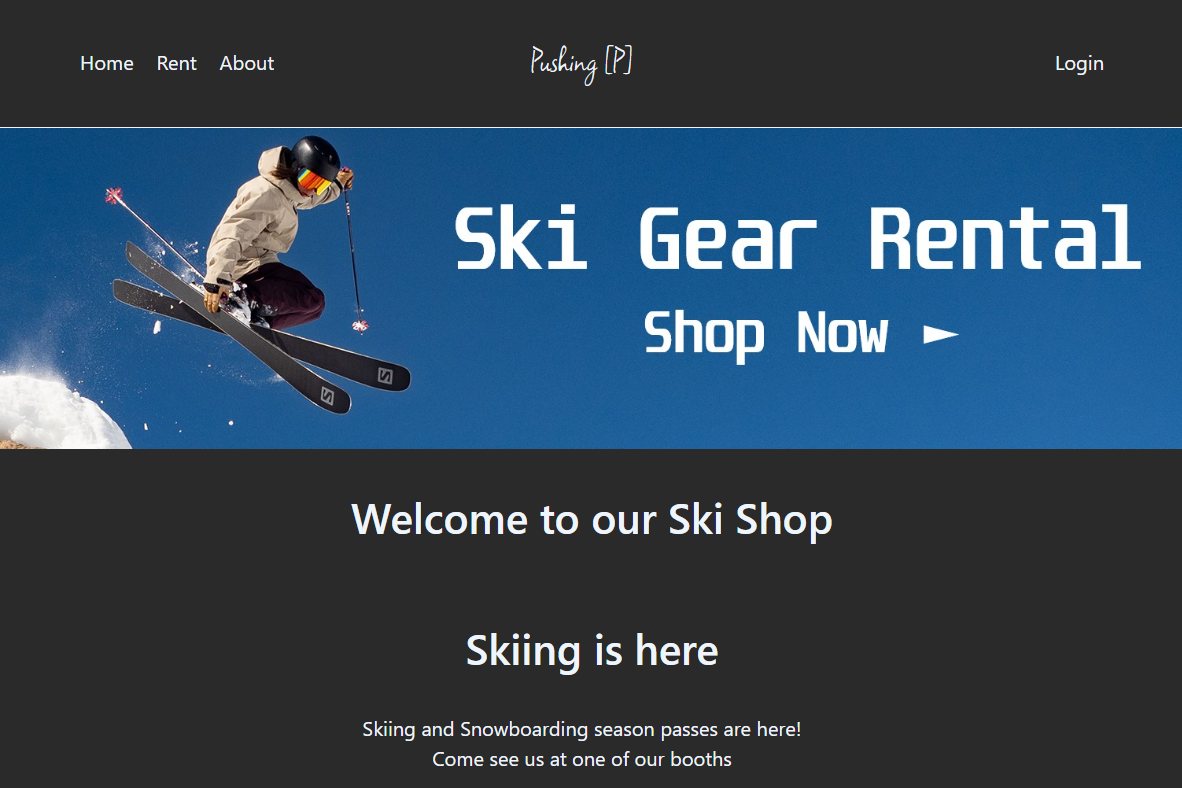 Home Rent About Pushing [P] Login
Ski Gear Rental
Shop Now ►
Welcome to our Ski Shop
Skiing is here
Skiing and Snowboarding season passes are here!
Come see us at one of our booths